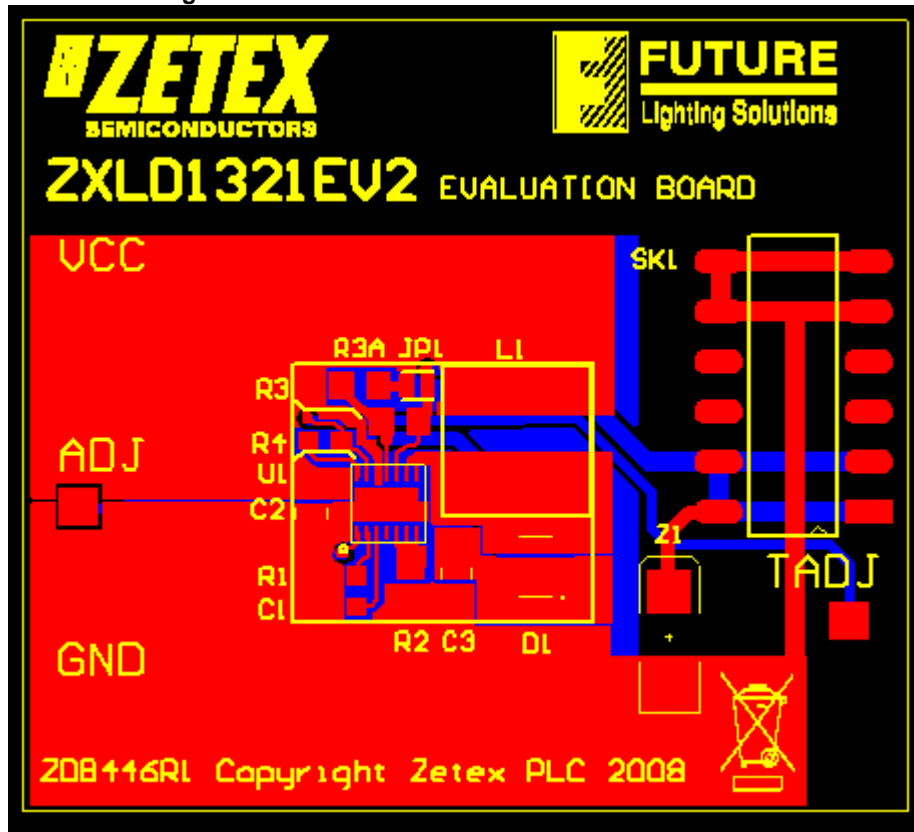 ZETEX
SEMICONDUCTORS
FUTURE
Lighting Solutions
ZXLD1321EV2 EVALUATION BOARD
VCC
SK1
R3A JP1 L1
R3
ADJ
R4
U1
C2
Z1
R1
TADJ
C1
R2 C3 D1
+
GND
ZDB446R1 Copyright Zetex PLC 2008